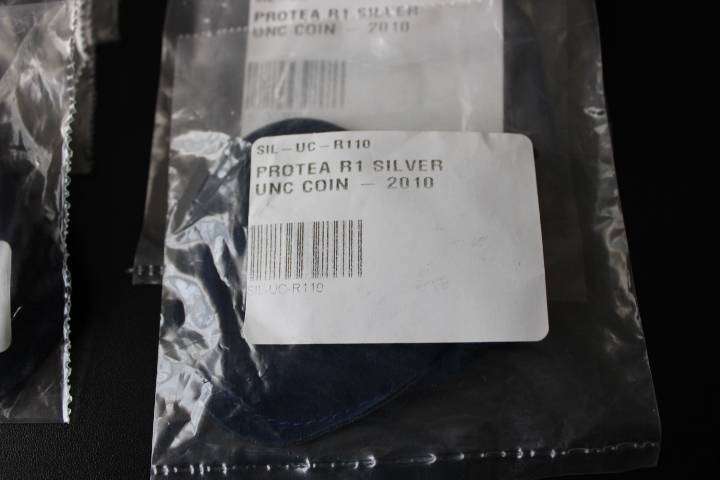 PROTEA R1 SILVER
UNC COIN - 2010
SIL-UC-R110
PROTEA R1 SILVER
UNC COIN - 2010
SIL-UC-R110